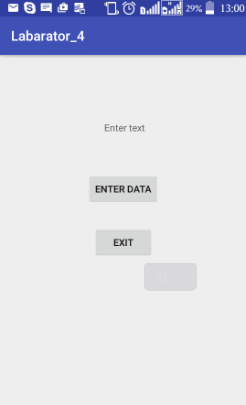 29% 13:00
Labarator_4
Enter text
ENTER DATA
EXIT